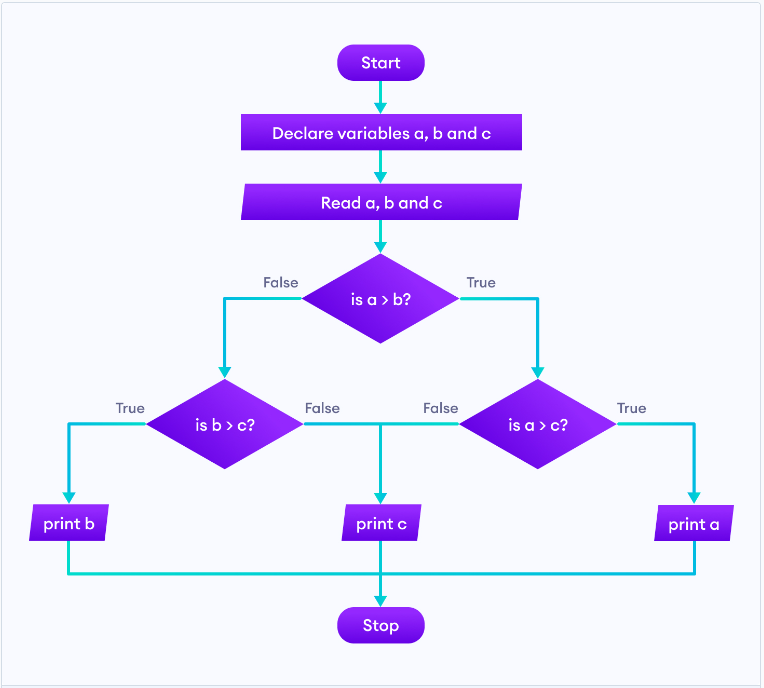 Start
Declare variables a, b and c
Read a, b and c
False
True
is a > b?
True
False
False
True
is b > c?
is a > c?
print b
print c
print a
Stop